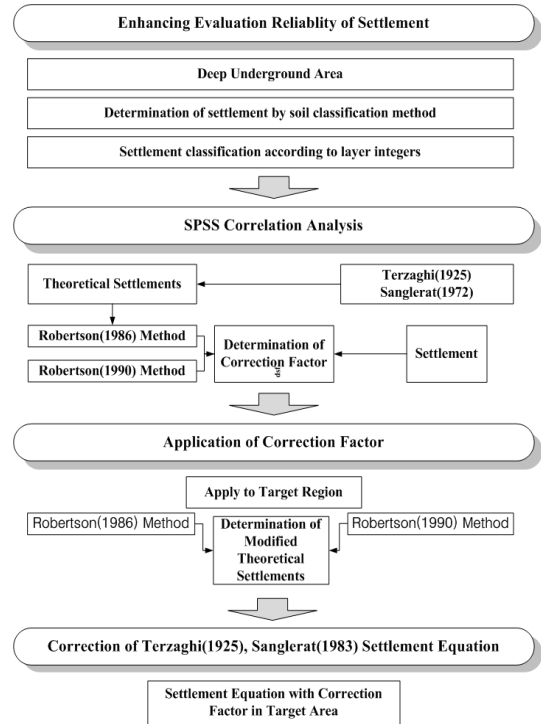 Enhancing Evaluation Reliablity of Settlement
Deep Underground Area
Determination of settlement by soil classification method
Settlement classification according to layer integers
SPSS Correlation Analysis
Theoretical Settlements
Terzaghi(1925)
Sanglerat(1972)
Robertson(1986) Method
Robertson(1990) Method
Determination of
Correction Factor
dsf
Settlement
Application of Correction Factor
Apply to Target Region
Robertson(1986) Method
Determination of
Modified
Theoretical
Settlements
Robertson(1990) Method
Correction of Terzaghi(1925), Sanglerat(1983) Settlement Equation
Settlement Equation with Correction
Factor in Target Area